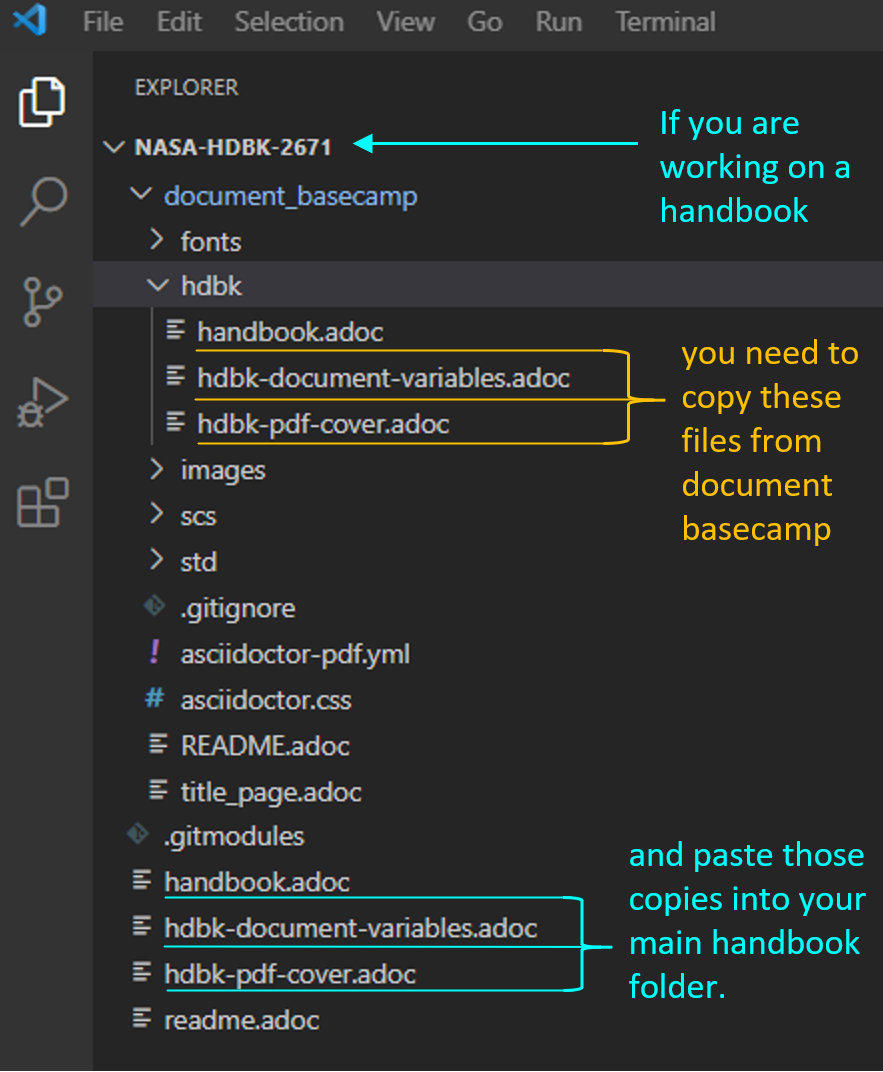 File Edit Selection View Go Run Terminal
EXPLORER
NASA-HDBK-2671
If you are
working on a
handbook
document_basecamp
fonts
hdbk
handbook.adoc
hdbk-document-variables.adoc
hdbk-pdf-cover.adoc
you need to
copy these
files from
document
basecamp
images
scs
std
.gitignore
! asciidoctor-pdf.yml
# asciidoctor.css
README.adoc
title_page.adoc
.gitmodules
handbook.adoc
hdbk-document-variables.adoc
hdbk-pdf-cover.adoc
and paste those
copies into your
main handbook
folder.
readme.adoc